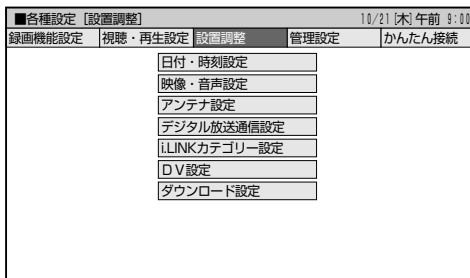 ■各種設定 [設置調整] 10/21[木]午前 9:00
録画機能設定 視聴・再生設定 設置調整 管理設定 かんたん接続
日付・時刻設定
映像・音声設定
アンテナ設定
デジタル放送通信設定
i.LINKカテゴリー設定
DV設定
ダウンロード設定